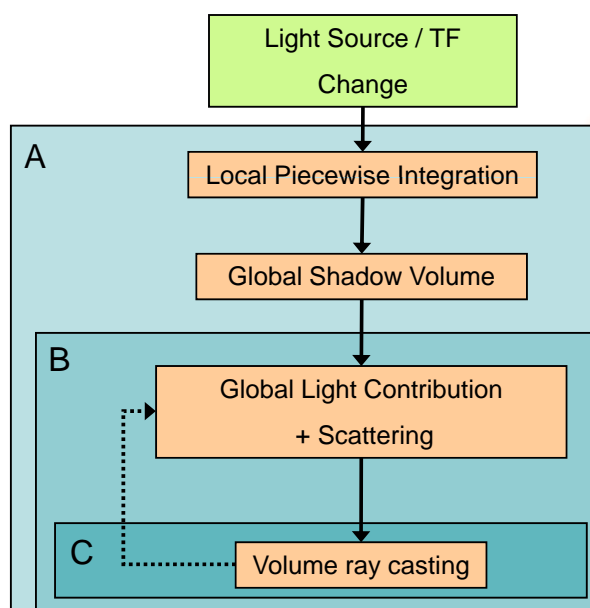 Light Source / TF
Change
A
Local Piecewise Integration
Global Shadow Volume
B
Global Light Contribution
+ Scattering
C
Volume ray casting